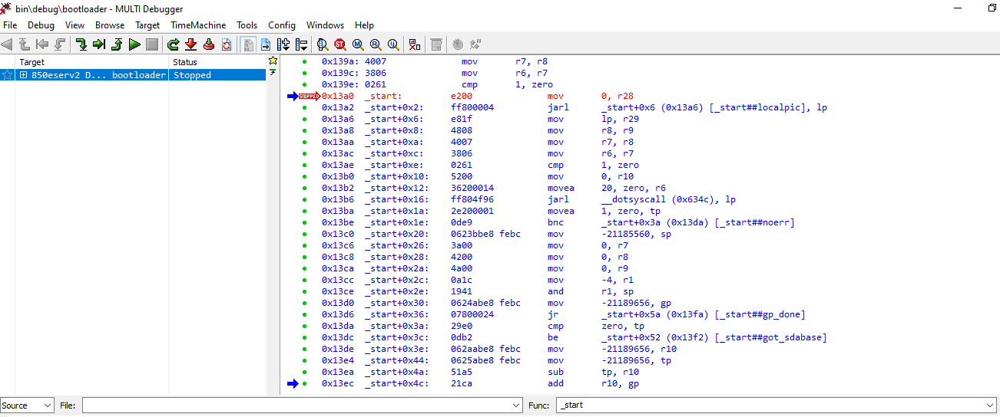 bin\debug\bootloader - MULTI Debugger
File Debug View Browse Target TimeMachine Tools Config Windows Help
Target Status
850eserv2 D... bootloader Stopped
0x139a: 4007 mov r7, r8
0x139c: 3806 mov r6, r7
0x139e: 0261 cmp 1, zero
STOPPED 0x13a0 _start: e200 mov 0, r28
0x13a2 _start+0x2: ff800004 jarl _start+0x6 (0x13a6) [_start##localpic], lp
0x13a6 _start+0x6: e81f mov lp, r29
0x13a8 _start+0x8: 4808 mov r8, r9
0x13aa _start+0xa: 4007 mov r7, r8
0x13ac _start+0xc: 3806 mov r6, r7
0x13ae _start+0xe: 0261 cmp 1, zero
0x13b0 _start+0x10: 5200 mov 0, r10
0x13b2 _start+0x12: 36200014 movea 20, zero, r6
0x13b6 _start+0x16: ff804f96 jarl __dotsyscall (0x634c), lp
0x13ba _start+0x1a: 2e200001 movea 1, zero, tp
0x13be _start+0x1e: 0de9 bnc _start+0x3a (0x13da) [_start##noerr]
0x13c0 _start+0x20: 0623bbe8 febc mov -21185560, sp
0x13c6 _start+0x26: 3a00 mov 0, r7
0x13c8 _start+0x28: 4200 mov 0, r8
0x13ca _start+0x2a: 4a00 mov 0, r9
0x13cc _start+0x2c: 0a1c mov -4, r1
0x13ce _start+0x2e: 1941 and r1, sp
0x13d0 _start+0x30: 0624abe8 febc mov -21189656, gp
0x13d6 _start+0x36: 07800024 jr _start+0x5a (0x13fa) [_start##gp_done]
0x13da _start+0x3a: 29e0 cmp zero, tp
0x13dc _start+0x3c: 0db2 be _start+0x52 (0x13f2) [_start##got_sdabase]
0x13de _start+0x3e: 062aabe8 febc mov -21189656, r10
0x13e4 _start+0x44: 0625abe8 febc mov -21189656, tp
0x13ea _start+0x4a: 51a5 sub tp, r10
0x13ec _start+0x4c: 21ca add r10, gp
Source File: Func: _start